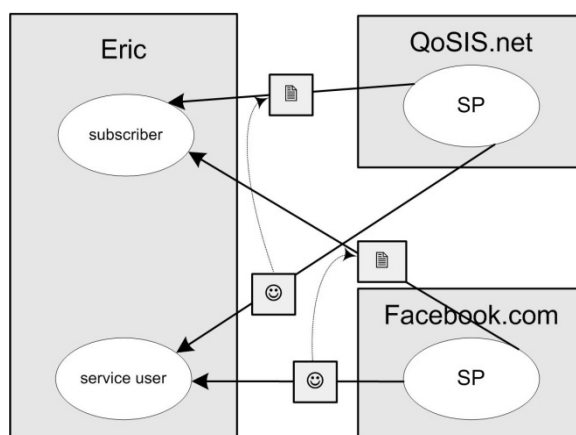 Eric
QoSIS.net
SP
subscriber
Facebook.com
service user
SP